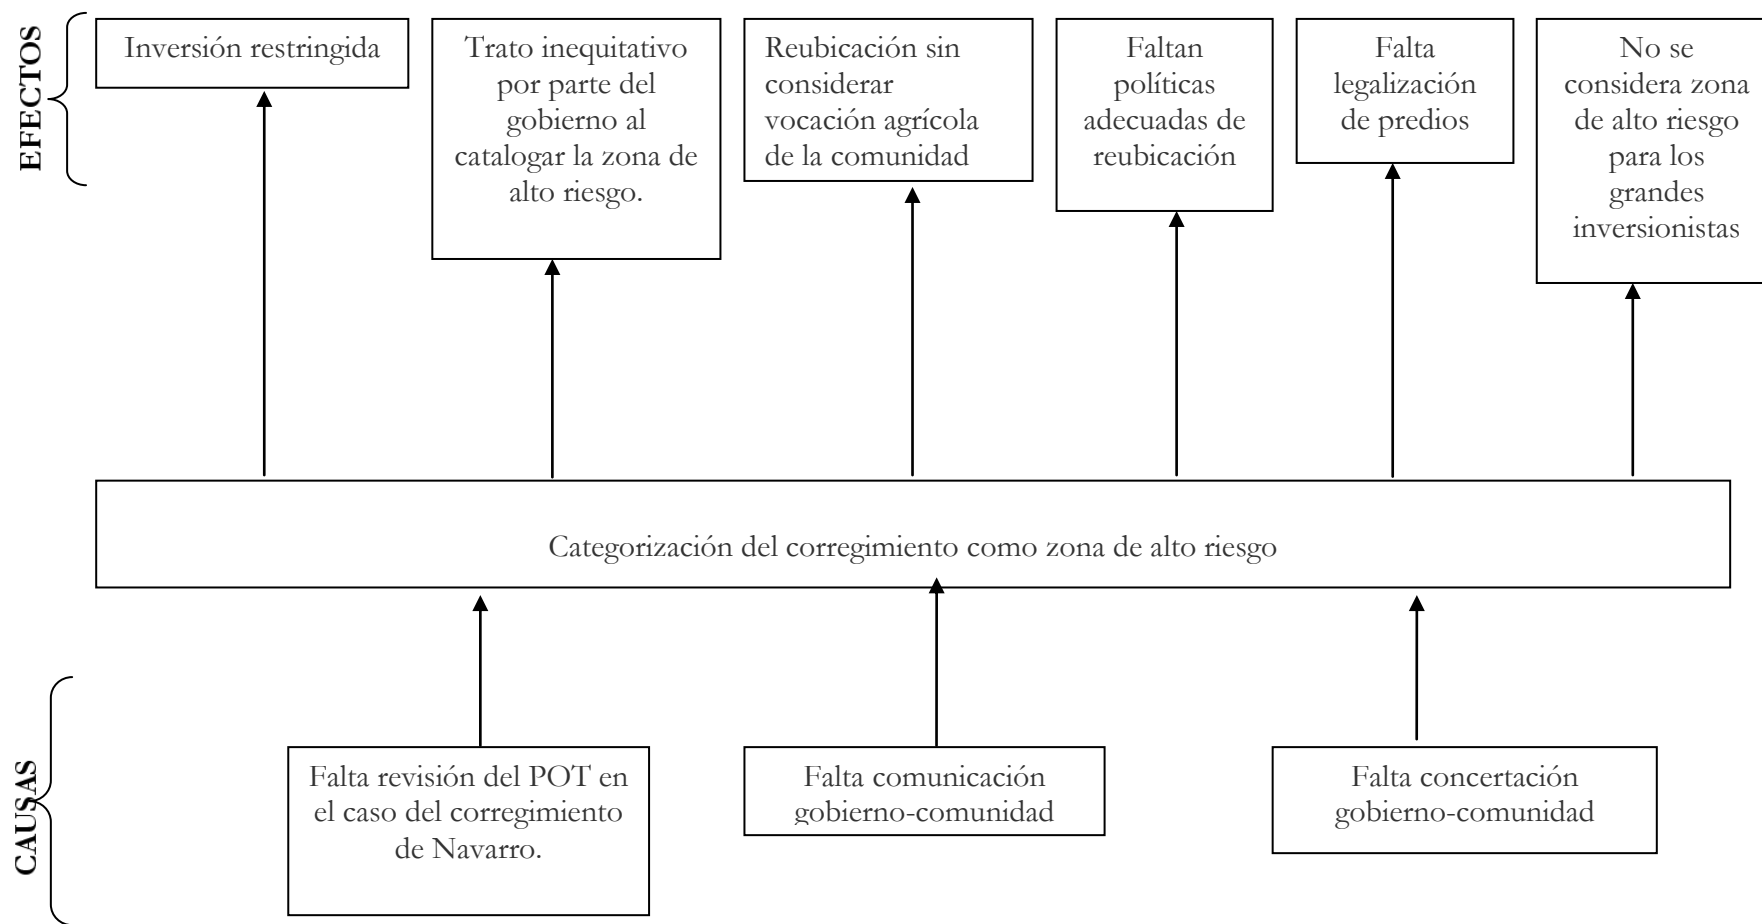 EFECTOS
Inversión restringida
Trato inequitativo
por parte del
gobierno al
catalogar la zona de
alto riesgo.
Reubicación sin
considerar
vocación agrícola
de la comunidad
Faltan
políticas
adecuadas de
reubicación
Falta
legalización
de predios
No se
considera zona
de alto riesgo
para los
grandes
inversionistas
Categorización del corregimiento como zona de alto riesgo
CAUSAS
Falta revisión del POT en
el caso del corregimiento
de Navarro.
Falta comunicación
gobierno-comunidad
Falta concertación
gobierno-comunidad